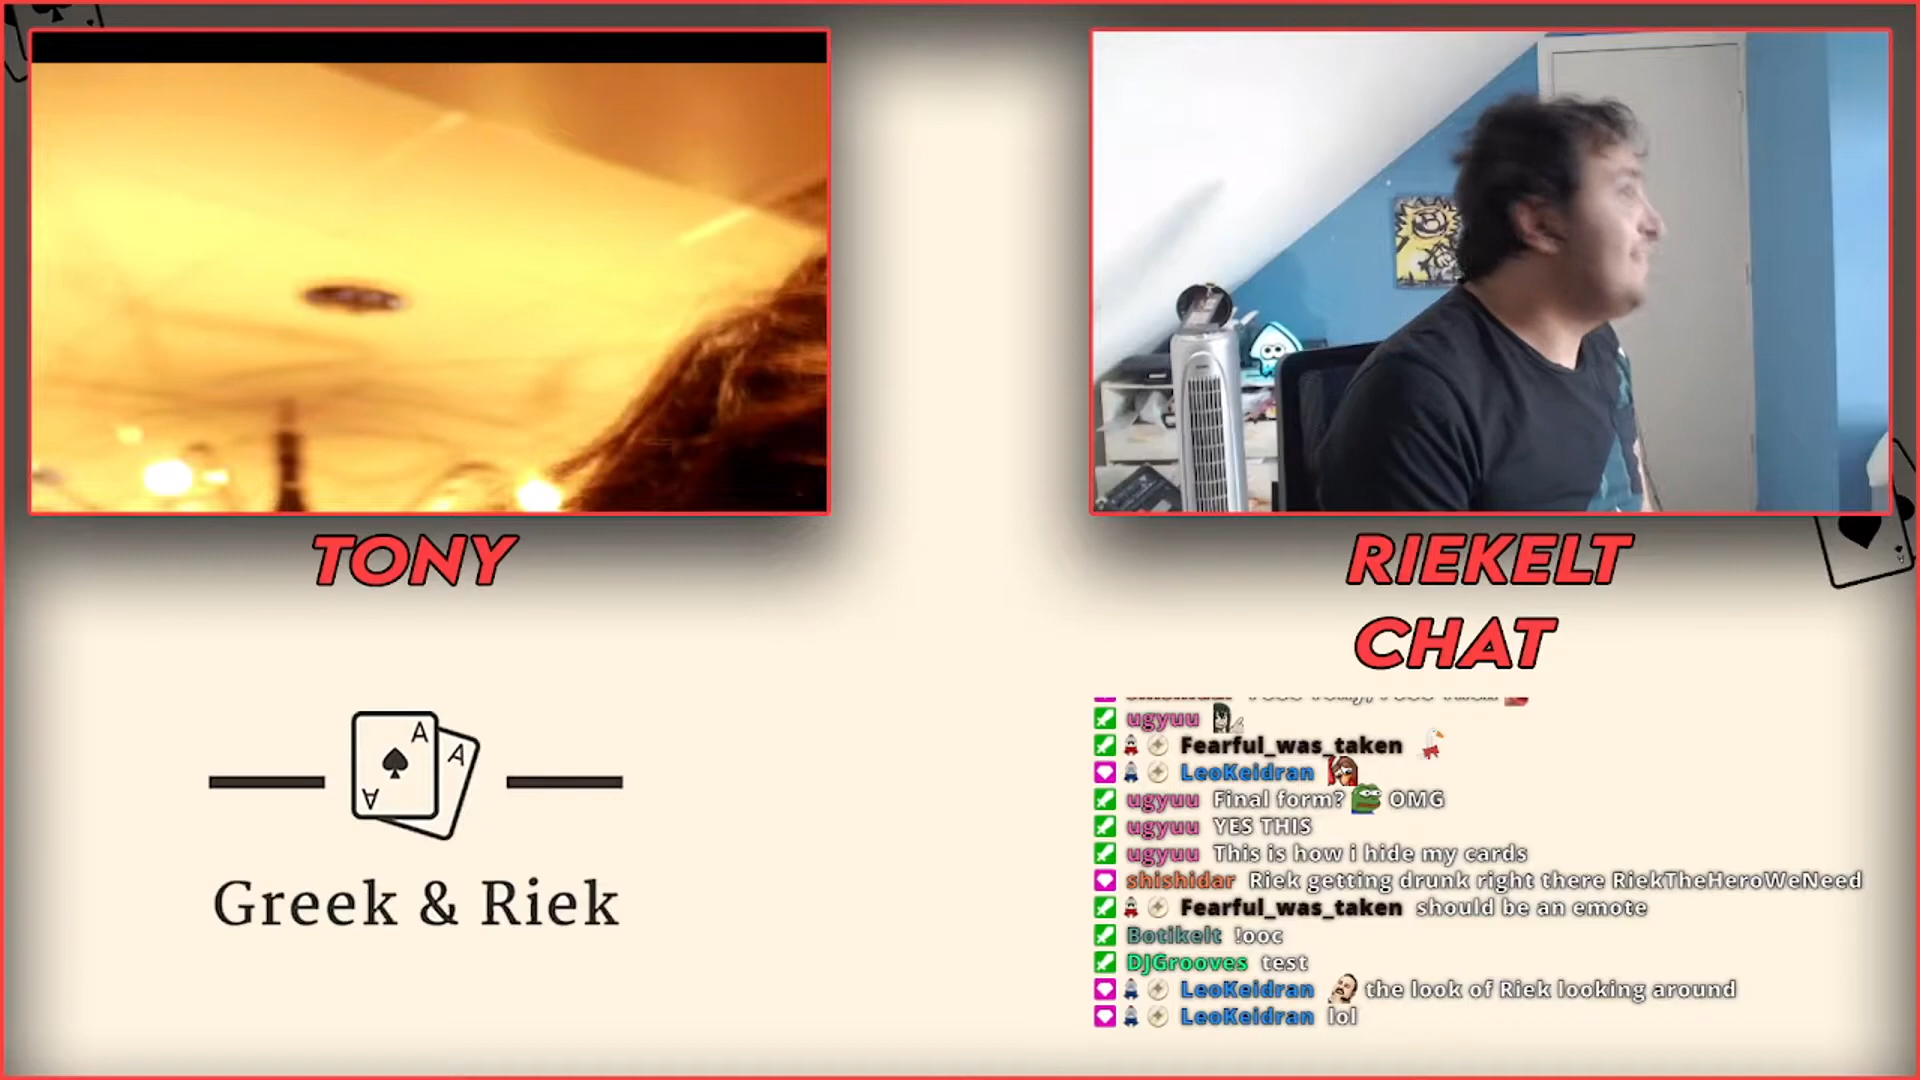 TONY
RIEKELT
CHAT
A
A
A
Greek & Riek
ugyuu
Fearful_was_taken
LeoKeidran
ugyuu Final form? OMG
ugyuu YES THIS
ugyuu This is how i hide my cards
shishidar Riek getting drunk right there RiekTheHeroWeNeed
Fearful_was_taken should be an emote
Botikelt !ooc
DJGrooves test
LeoKeidran the look of Riek looking around
LeoKeidran lol